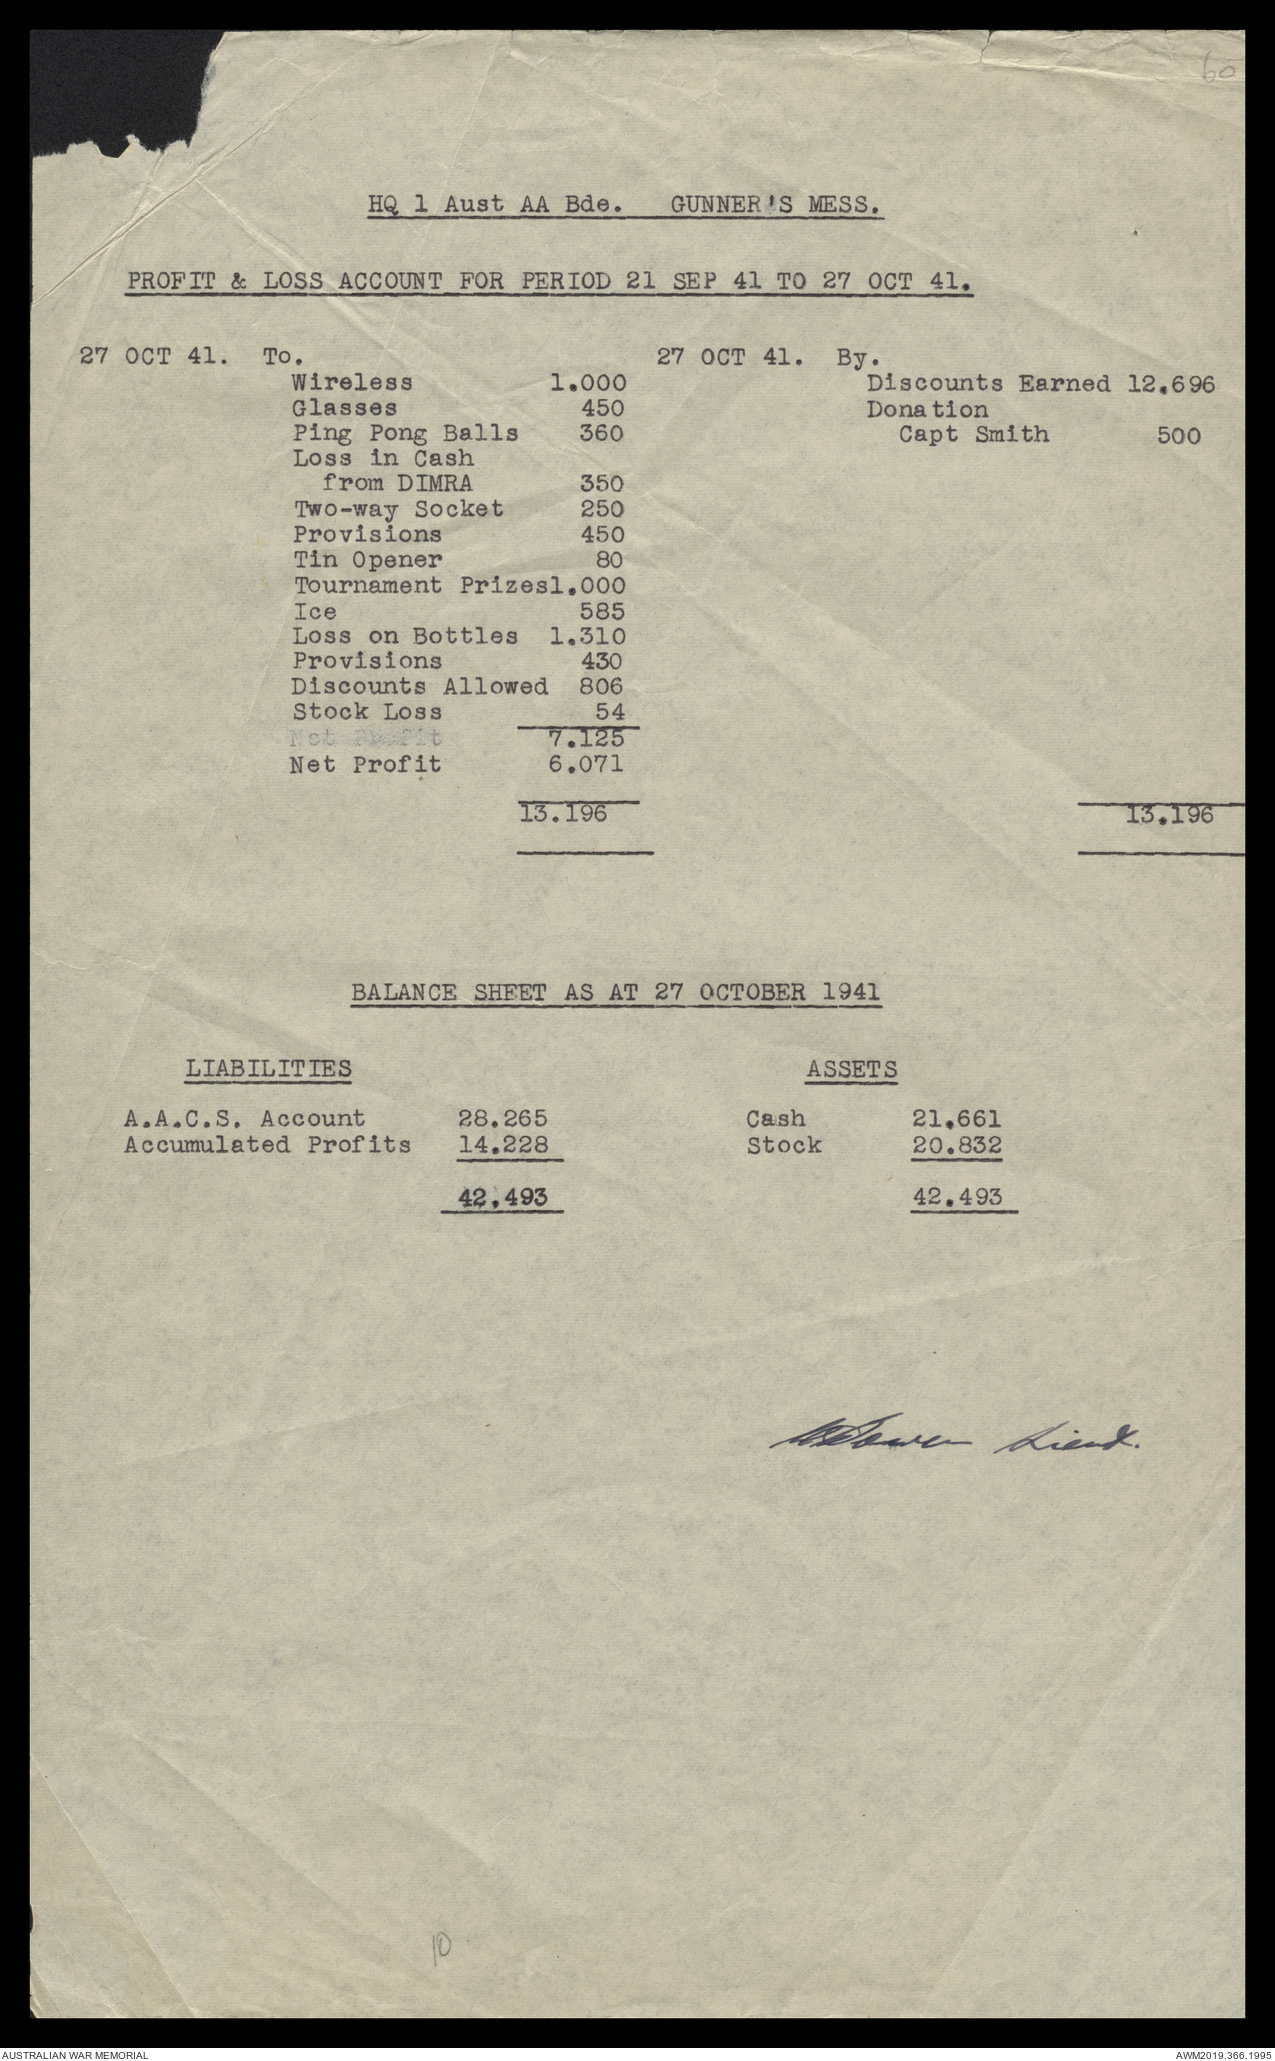 60
HQ 1 Aust AA Bde. GUNNER'S MESS.
PROFIT & LOSS ACCOUNT FOR PERIOD 21 SEP 41 TO 27 OCT 41.
27 OCT 41. To. 27 OCT 41. By.
Wireless 1.000 Discounts Earned 12.696
Glasses 450 Donation
Ping Pong Balls 360 Capt Smith 500
Loss in Cash
from DIMRA 350
Two-way Socket 250
Provisions 450
Tin Opener 80
Tournament Prizes1.000
Ice 585
Loss on Bottles 1.310
Provisions 430
Discounts Allowed 806
Stock Loss 54
Net Profit 7.125
Net Profit 6.071
13.196 13.196
BALANCE SHEET AS AT 27 OCTOBER 1941
LIABILITIES ASSETS
A.A.C.S. Account 28.265 Cash 21.661
Accumulated Profits 14.228 Stock 20.832
42.493 42.493
Lieut.
10
AUSTRALIAN WAR MEMORIAL AWM2019.366.1995